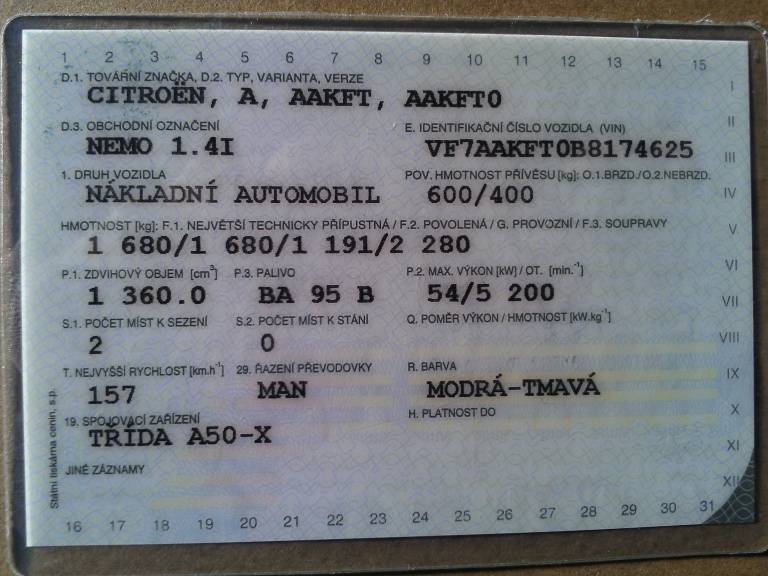 1 2 3 4 5 6 7 8 9 10 11 12 13 14 15
D.1. TOVÁRNÍ ZNAČKA, D.2. TYP, VARIANTA, VERZE
I
CITROËN, A, AAKFT, AAKFT0
D.3. OBCHODNÍ OZNAČENÍ E. IDENTIFIKAČNÍ ČÍSLO VOZIDLA (VIN)
II
NEMO 1.4I VF7AAKFT0B8174625
III
1. DRUH VOZIDLA POV. HMOTNOST PŘÍVĚSU [kg]: O.1.BRZD./O.2.NEBRZD.
NÁKLADNÍ AUTOMOBIL 600/400
IV
HMOTNOST [kg]: F.1. NEJVĚTŠÍ TECHNICKY PŘÍPUSTNÁ / F.2. POVOLENÁ / G. PROVOZNÍ / F.3. SOUPRAVY
V
1 680/1 680/1 191/2 280
P.1. ZDVIHOVÝ OBJEM [cm³] P.3. PALIVO P.2. MAX. VÝKON [kW] / OT. [min.⁻¹]
VI
1 360.0 BA 95 B 54/5 200
VII
S.1. POČET MÍST K SEZENÍ S.2. POČET MÍST K STÁNÍ Q. POMĚR VÝKON / HMOTNOST [kW.kg⁻¹]
VIII
2 0
T. NEJVYŠŠÍ RYCHLOST [km.h⁻¹] 29. ŘAZENÍ PŘEVODOVKY R. BARVA
IX
157 MAN MODRÁ-TMAVÁ
19. SPOJOVACÍ ZAŘÍZENÍ H. PLATNOST DO
X
TŘÍDA A50-X
XI
JINÉ ZÁZNAMY
XII
Státní tiskárna cenin, s.p.
16 17 18 19 20 21 22 23 24 25 26 27 28 29 30 31